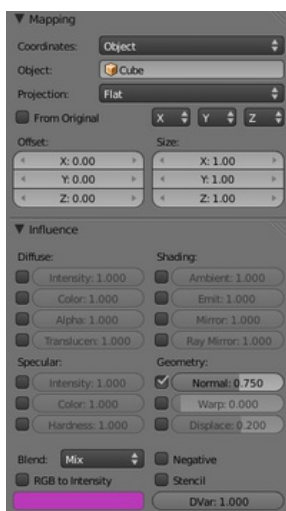 Mapping
Coordinates: Object
Object: Cube
Projection: Flat
From Original X Y Z
Offset: Size:
X: 0.00 X: 1.00
Y: 0.00 Y: 1.00
Z: 0.00 Z: 1.00
Influence
Diffuse: Shading:
Intensity: 1.000 Ambient: 1.000
Color: 1.000 Emit: 1.000
Alpha: 1.000 Mirror: 1.000
Translucen: 1.000 Ray Mirror: 1.000
Specular: Geometry:
Intensity: 1.000 Normal: 0.750
Color: 1.000 Warp: 0.000
Hardness: 1.000 Displace: 0.200
Blend: Mix Negative
RGB to Intensity Stencil
DVar: 1.000